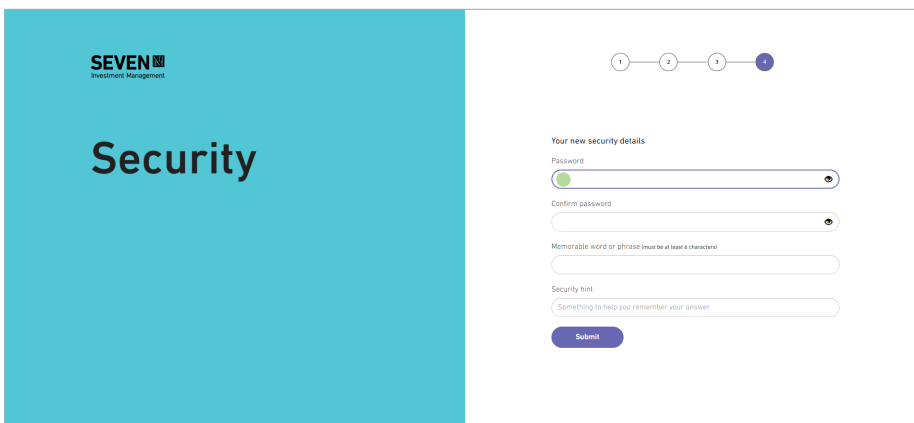 SEVEN IM
Investment Management
Security
1 2 3 4
Your new security details
Password
Confirm password
Memorable word or phrase (must be at least 6 characters)
Security hint
Something to help you remember your answer
Submit